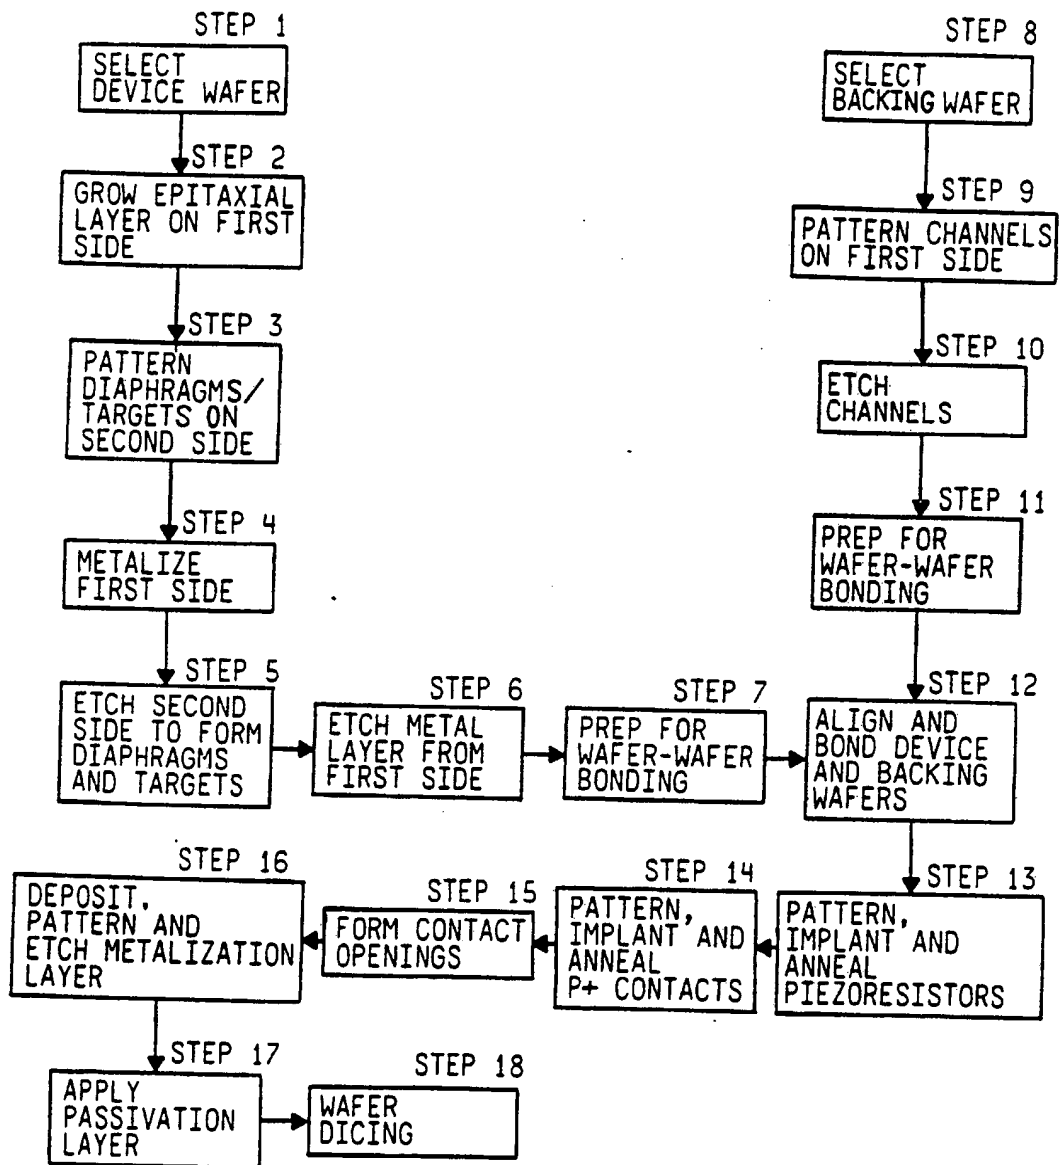 STEP 1
SELECT
DEVICE WAFER
STEP 2
GROW EPITAXIAL
LAYER ON FIRST
SIDE
STEP 3
PATTERN
DIAPHRAGMS/
TARGETS ON
SECOND SIDE
STEP 4
METALIZE
FIRST SIDE
STEP 5
ETCH SECOND
SIDE TO FORM
DIAPHRAGMS
AND TARGETS
STEP 6
ETCH METAL
LAYER FROM
FIRST SIDE
STEP 7
PREP FOR
WAFER-WAFER
BONDING
STEP 8
SELECT
BACKING WAFER
STEP 9
PATTERN CHANNELS
ON FIRST SIDE
STEP 10
ETCH
CHANNELS
STEP 11
PREP FOR
WAFER-WAFER
BONDING
STEP 12
ALIGN AND
BOND DEVICE
AND BACKING
WAFERS
STEP 13
PATTERN,
IMPLANT AND
ANNEAL
PIEZORESISTORS
STEP 14
PATTERN,
IMPLANT AND
ANNEAL
P+ CONTACTS
STEP 15
FORM CONTACT
OPENINGS
STEP 16
DEPOSIT,
PATTERN AND
ETCH METALIZATION
LAYER
STEP 17
APPLY
PASSIVATION
LAYER
STEP 18
WAFER
DICING